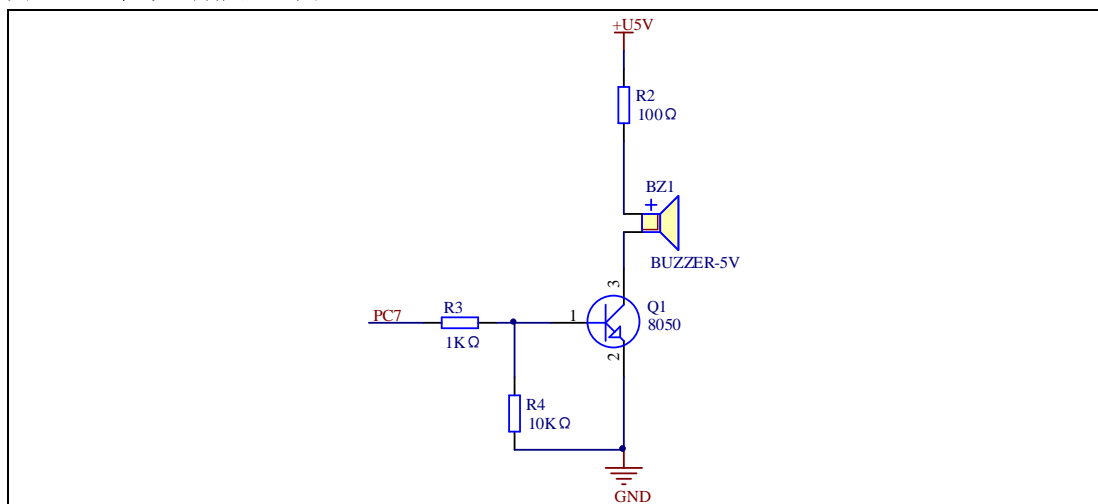 +U5V
R2
100Ω
BZ1
+
BUZZER-5V
3
PC7
R3
1KΩ
1
Q1
8050
2
R4
10KΩ
GND